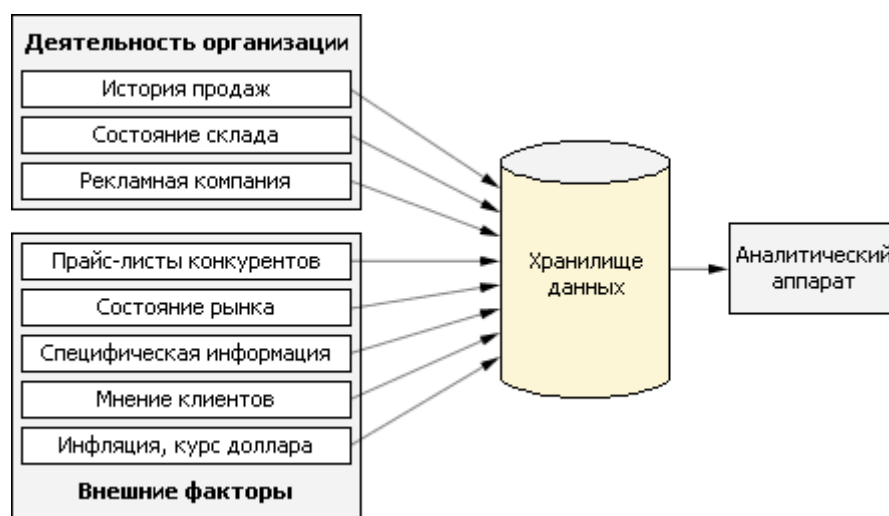 Деятельность организации
История продаж
Состояние склада
Рекламная компания
Прайс-листы конкурентов
Состояние рынка
Специфическая информация
Мнение клиентов
Инфляция, курс доллара
Внешние факторы
Хранилище
данных
Аналитический
аппарат